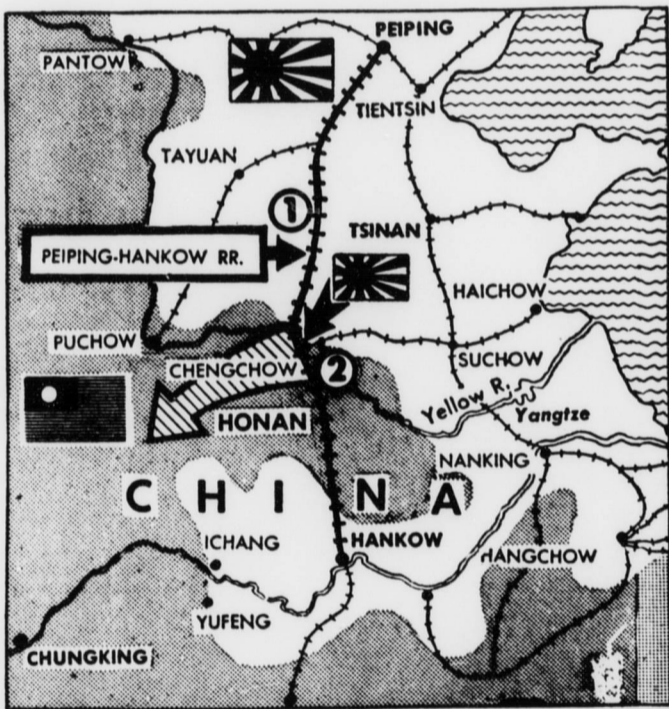 PEIPING
PANTOW
TIENTSIN
TAYUAN
1
TSINAN
PEIPING-HANKOW RR.
HAICHOW
PUCHOW
SUCHOW
CHENGCHOW
2
Yellow R.
HONAN
Yangtze
NANKING
CHINA
HANKOW
ICHANG
HANGCHOW
YUFENG
CHUNGKING